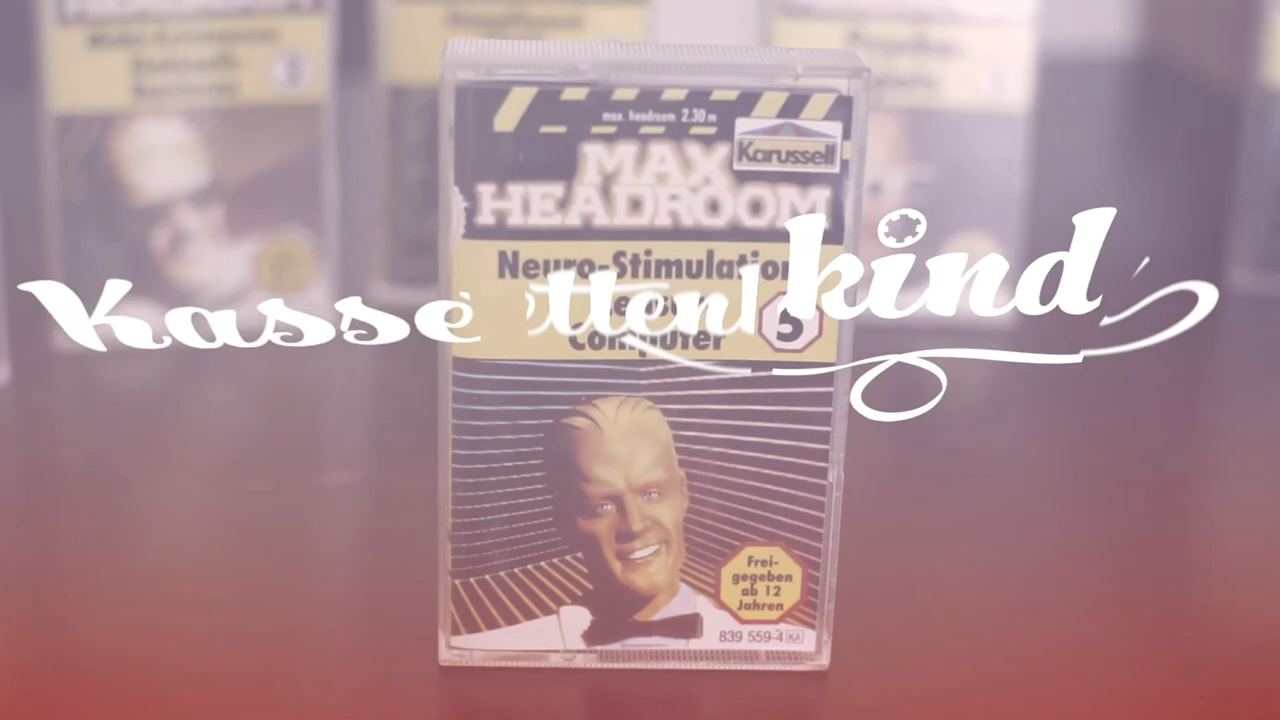 HEADROOM
max. headroom 2.30 m
Karussell
MAX
HEADROOM
Neuro-Stimulation
Computer
5
Kassettenkind
Frei-
gegeben
ab 12
Jahren
839 559-4 KA